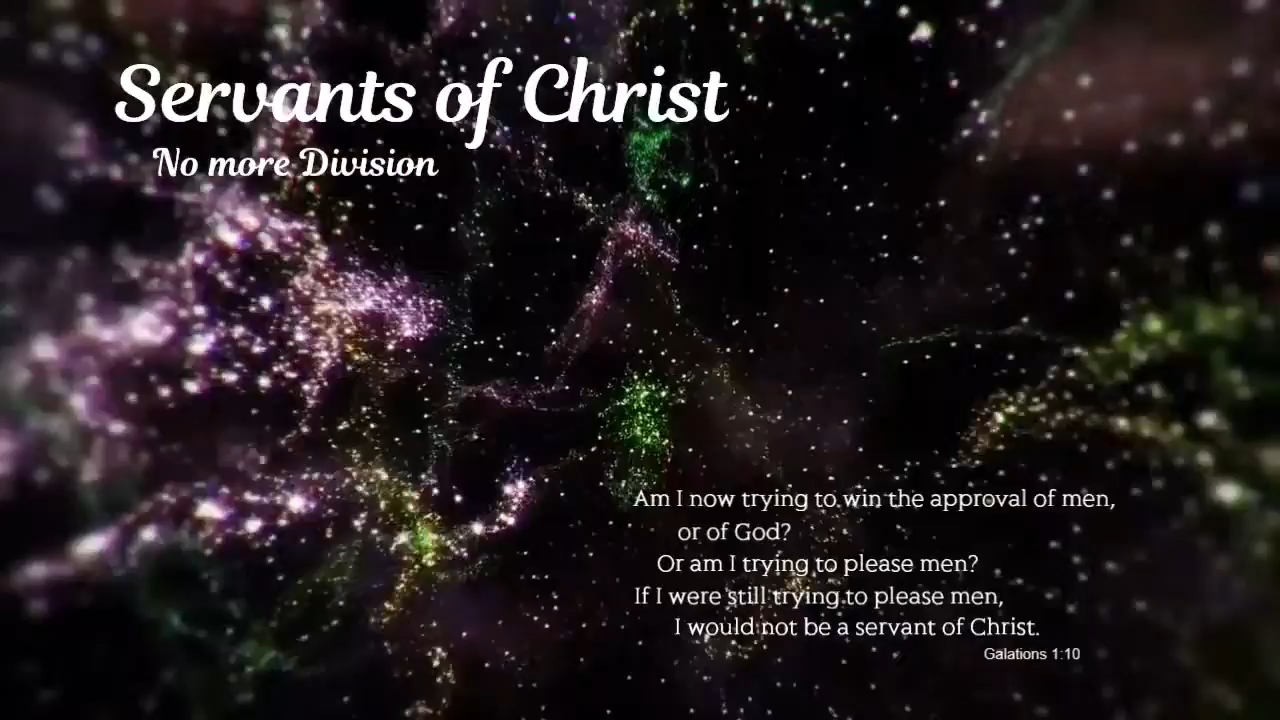 Servants of Christ
No more Division
Am I now trying to win the approval of men,
or of God?
Or am I trying to please men?
If I were still trying to please men,
I would not be a servant of Christ.
Galations 1:10